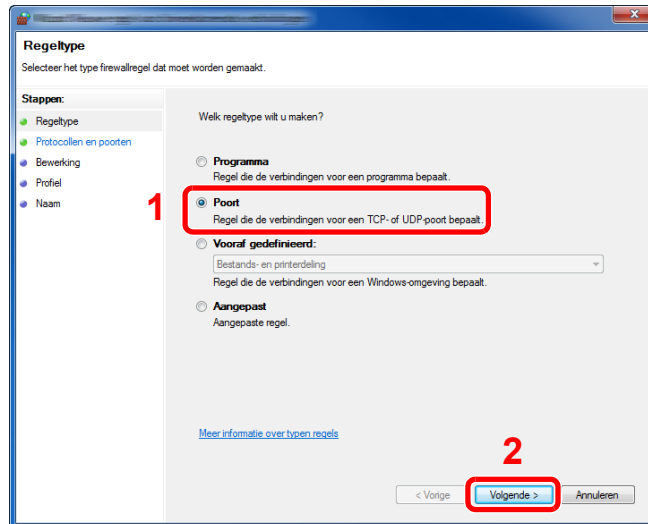 Regeltype
Selecteer het type firewallregel dat moet worden gemaakt.
Stappen:
Regeltype
Protocollen en poorten
Bewerking
Profiel
Naam
Welk regeltype wilt u maken?
Programma
Regel die de verbindingen voor een programma bepaalt.
1
Poort
Regel die de verbindingen voor een TCP- of UDP-poort bepaalt.
Vooraf gedefinieerd:
Bestands- en printerdeling
Regel die de verbindingen voor een Windows-omgeving bepaalt.
Aangepast
Aangepaste regel.
Meer informatie over typen regels
2
< Vorige
Volgende >
Annuleren